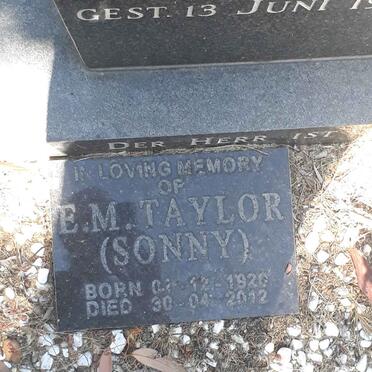 GEST. 13 JUNI 19
DER HERR IST
IN LOVING MEMORY
OF
E.M. TAYLOR
(SONNY)
BORN 04-12-1926
DIED 30-04-2012